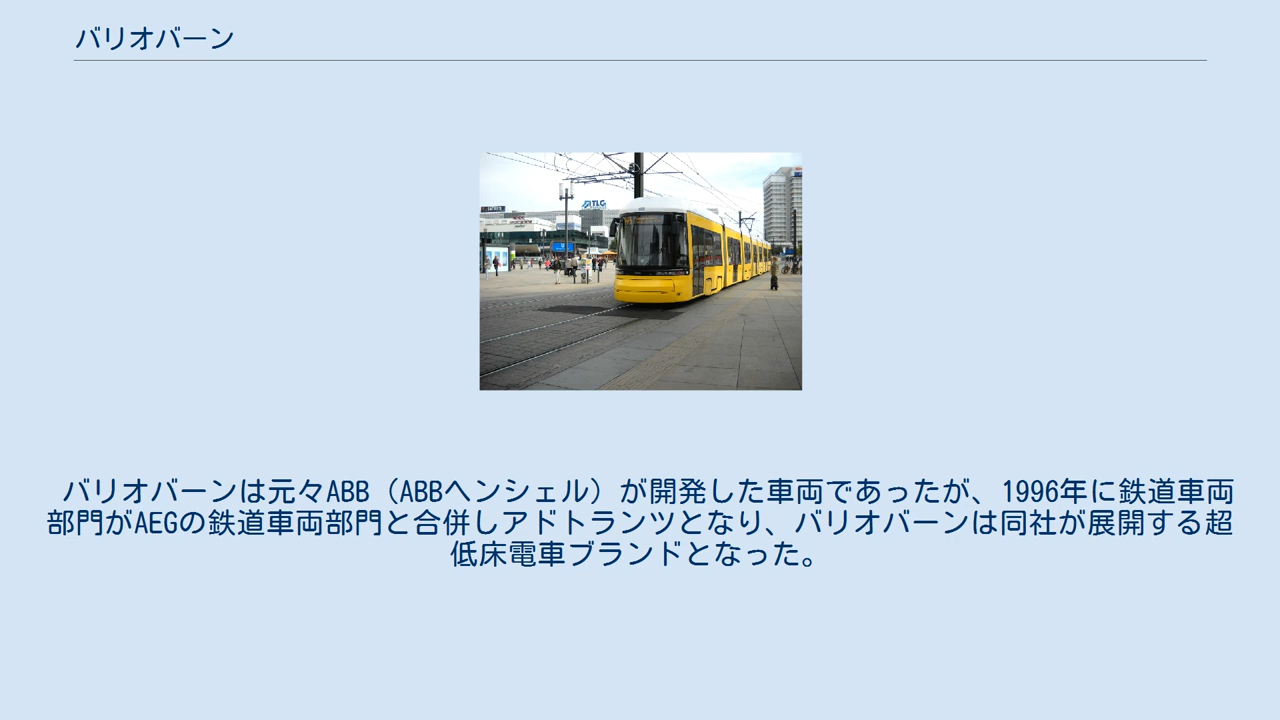 バリオバーン
TLG
バリオバーンは元々ABB（ABBヘンシェル）が開発した車両であったが、1996年に鉄道車両
部門がAEGの鉄道車両部門と合併しアドトランツとなり、バリオバーンは同社が展開する超
低床電車ブランドとなった。